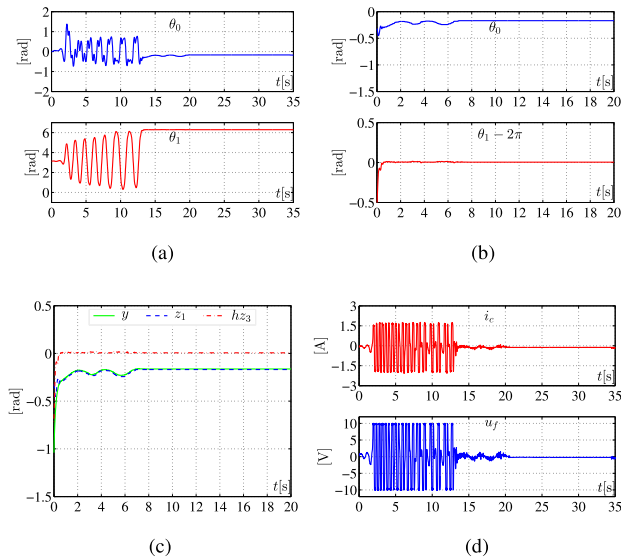 2
1
0
−1
−2
[rad]
θ0
t[s]
0 5 10 15 20 25 30 35
6
4
2
0
[rad]
θ1
t[s]
0 5 10 15 20 25 30 35
(a)
0
−0.5
−1
−1.5
[rad]
θ0
t[s]
0 2 4 6 8 10 12 14 16 18 20
0.5
0
−0.5
[rad]
θ1 − 2π
t[s]
0 2 4 6 8 10 12 14 16 18 20
(b)
0.5
0
−0.5
−1
−1.5
[rad]
y z1 hz3
t[s]
0 2 4 6 8 10 12 14 16 18 20
(c)
3
1.5
0
−1.5
−3
[A]
ic
t[s]
0 5 10 15 20 25 30 35
10
5
0
−5
−10
[V]
uf
t[s]
0 5 10 15 20 25 30 35
(d)